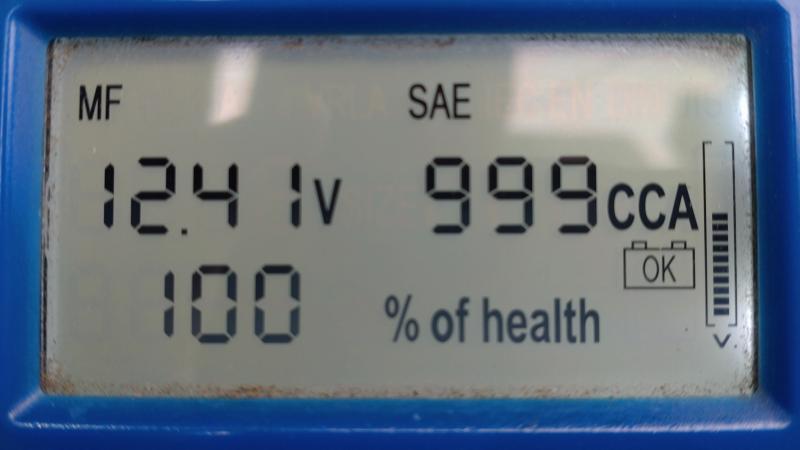 MF SAE
12.41V 999CCA
OK
100 % of health
V